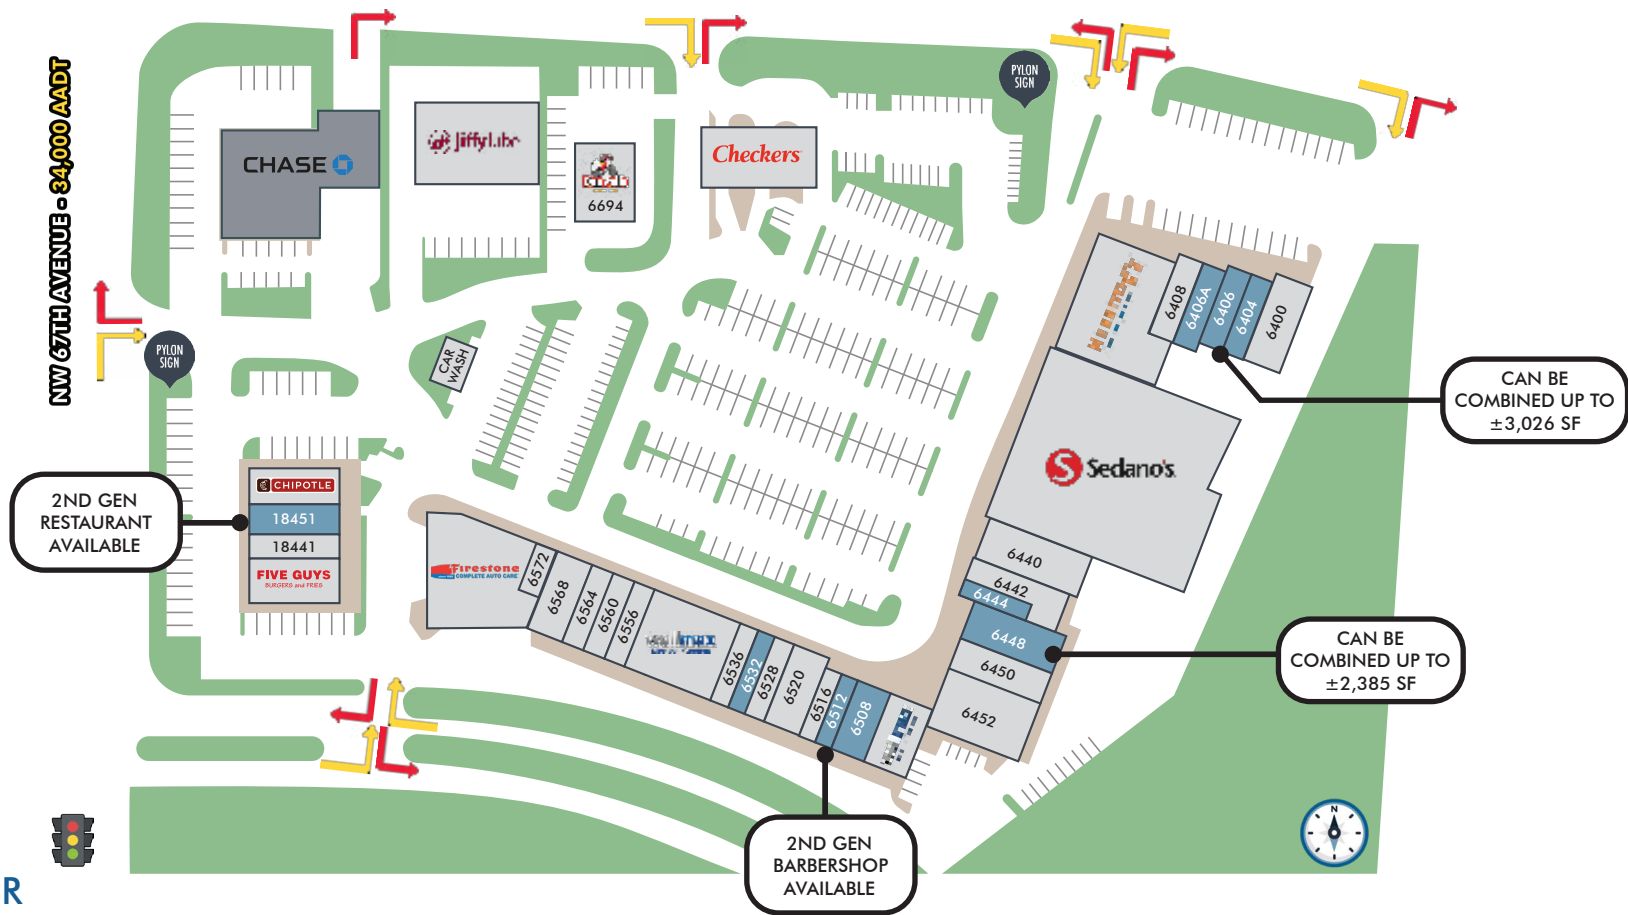 NW 67TH AVENUE - 34,000 AADT
PYLON
SIGN
CHASE
jiffy lube
6694
Checkers
PYLON
SIGN
CAR
WASH
6408
6406A
6406
6404
6400
CAN BE
COMBINED UP TO
±3,026 SF
S Sedano's
2ND GEN
RESTAURANT
AVAILABLE
CHIPOTLE
18451
18441
FIVE GUYS
BURGERS and FRIES
Firestone
COMPLETE AUTO CARE
6572
6568
6564
6560
6556
6536
6532
6528
6520
6516
6512
6508
6440
6442
6444
6448
6450
6452
CAN BE
COMBINED UP TO
±2,385 SF
2ND GEN
BARBERSHOP
AVAILABLE
N
R